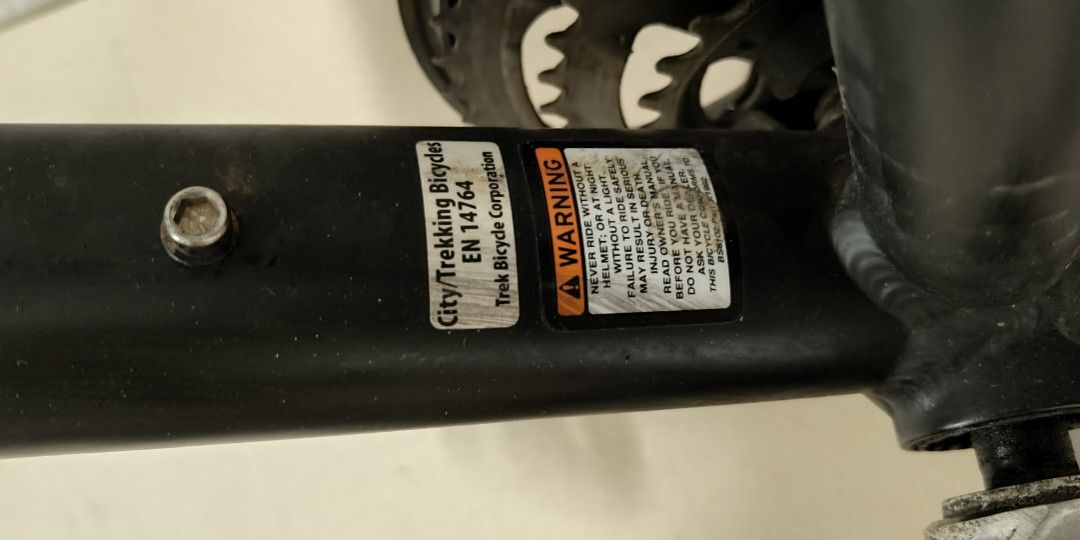 City/Trekking Bicycles
EN 14764
Trek Bicycle Corporation
WARNING
NEVER RIDE WITHOUT A
HELMET; OR AT NIGHT
WITHOUT A LIGHT.
FAILURE TO RIDE SAFELY
MAY RESULT IN SERIOUS
INJURY OR DEATH.
READ OWNER'S MANUAL
BEFORE YOU RIDE. IF YOU
DO NOT HAVE A MANUAL,
ASK YOUR
THIS BICYCLE